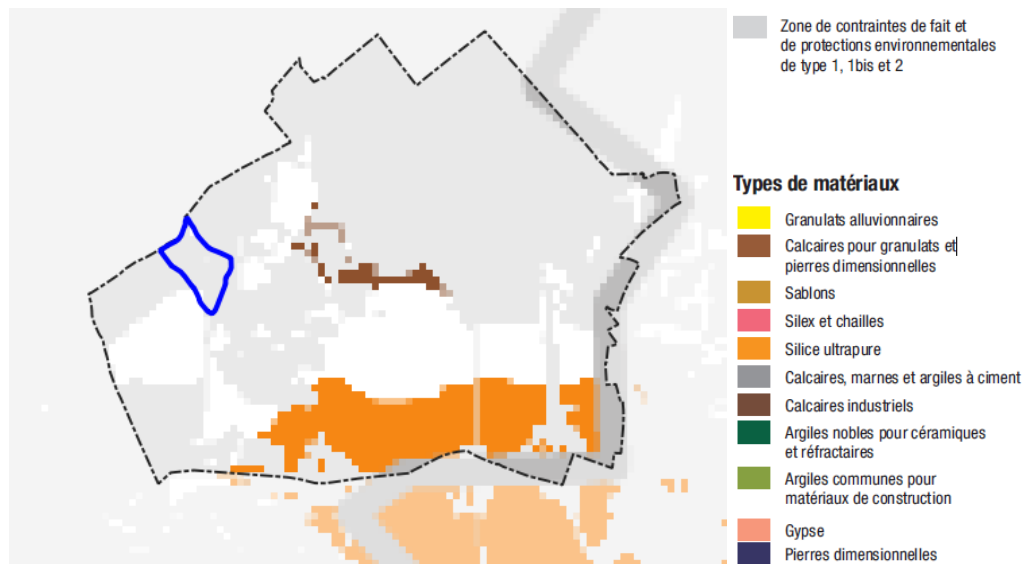 Zone de contraintes de fait et
de protections environnementales
de type 1, 1bis et 2
Types de matériaux
Granulats alluvionnaires
Calcaires pour granulats et
pierres dimensionnelles
Sablons
Silex et chailles
Silice ultrapure
Calcaires, marnes et argiles à ciment
Calcaires industriels
Argiles nobles pour céramiques
et réfractaires
Argiles communes pour
matériaux de construction
Gypse
Pierres dimensionnelles